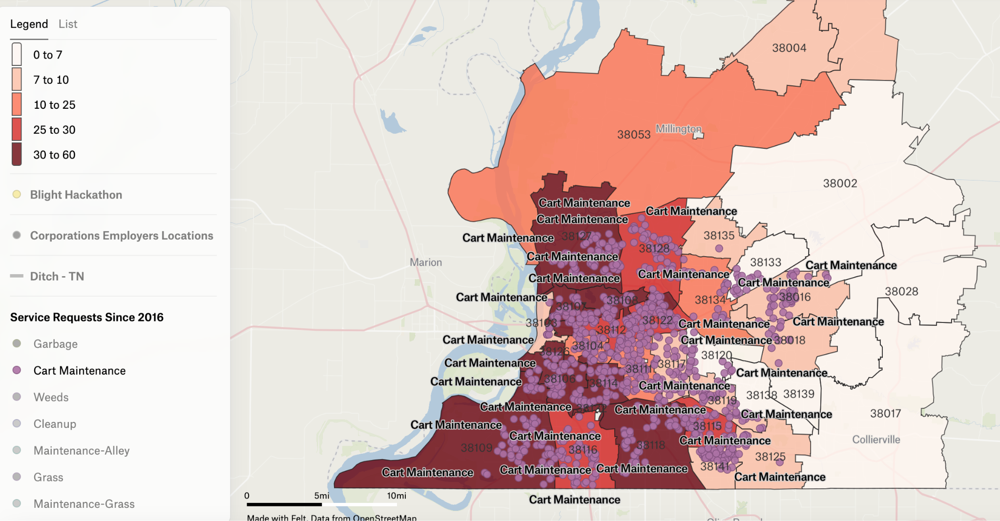 Legend List
0 to 7
7 to 10
10 to 25
25 to 30
30 to 60
Blight Hackathon
Corporations Employers Locations
Ditch - TN
Service Requests Since 2016
Garbage
Cart Maintenance
Weeds
Cleanup
Maintenance-Alley
Grass
Maintenance-Grass
38004
38053 Millington
38002
Cart Maintenance
Cart Maintenance
Cart Maintenance
38127 38135
Cart Maintenance
38128
Cart Maintenance
Marion
38133
Cart Maintenance
Cart Maintenance
Cart Maintenance
Cart Maintenance
38028
Cart Maintenance
38016
38108 38134
38107
38122
38103
Cart Maintenance
Cart Maintenance
38112
Cart Maintenance
Cart Maintenance
38018
38104
38126 38120
Cart Maintenance
38117
38111
Cart Maintenance
38106
Cart Maintenance
38114
Cart Maintenance
38138 38139
38119
Cart Maintenance
Cart Maintenance
38017
Cart Maintenance
Cart Maintenance
38115
Cart Maintenance
Collierville
Cart Maintenance
38109 38116 38118
38125
38141
Cart Maintenance
Cart Maintenance
Cart Maintenance
Cart Maintenance
0 5mi 10mi
Cart Maintenance
Made with Felt. Data from OpenStreetMap